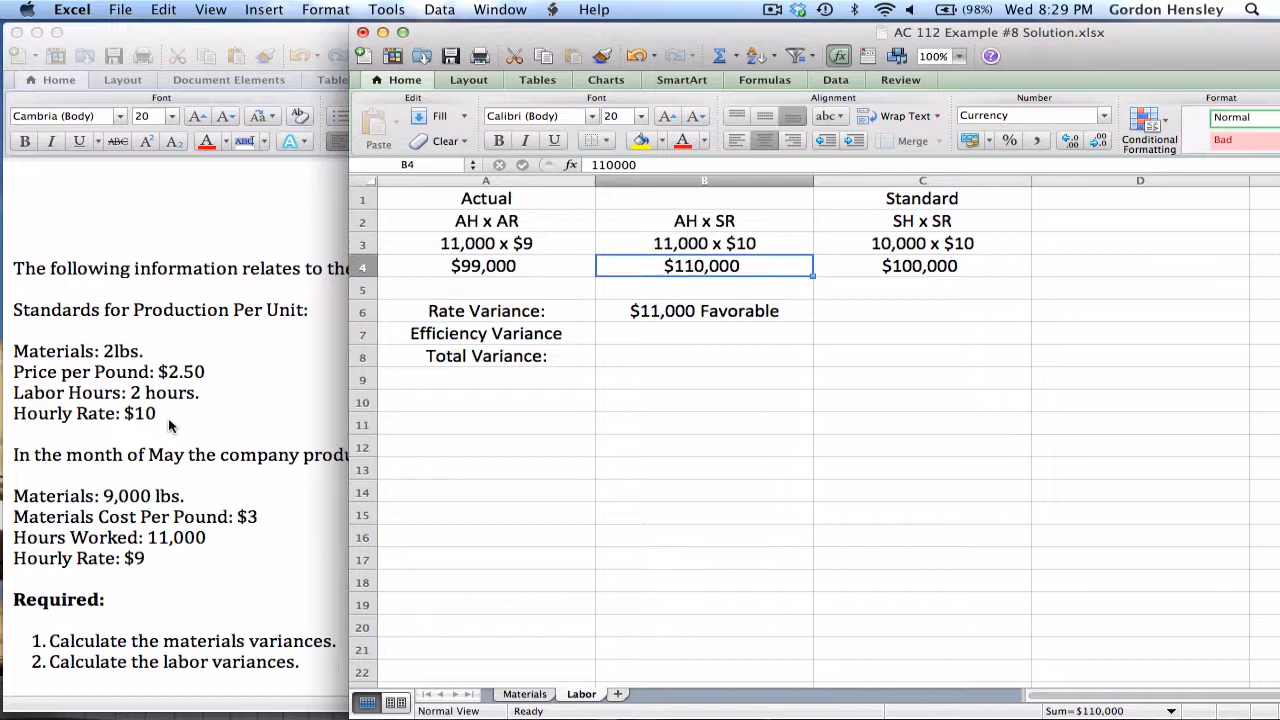 Excel File Edit View Insert Format Tools Data Window Help (98%) Wed 8:29 PM Gordon Hensley
AC 112 Example #8 Solution.xlsx
100%
Home Layout Document Elements
Home Layout Tables Charts SmartArt Formulas Data Review
Font
Edit Font Alignment Number Format
Cambria (Body) 20 Aa
Paste Fill Calibri (Body) 20 A A abc Wrap Text Currency Conditional Formatting Normal
B I U ABC A² A₂ A
Clear B I U A Merge % Bad
B4 fx 110000
A B C D
1 Actual Standard
2 AH x AR AH x SR SH x SR
3 11,000 x $9 11,000 x $10 10,000 x $10
4 $99,000 $110,000 $100,000
5
6 Rate Variance: $11,000 Favorable
7 Efficiency Variance
8 Total Variance:
9
10
11
12
13
14
15
16
17
18
19
20
21
22
The following information relates to the
Standards for Production Per Unit:
Materials: 2lbs.
Price per Pound: $2.50
Labor Hours: 2 hours.
Hourly Rate: $10
In the month of May the company
Materials: 9,000 lbs.
Materials Cost Per Pound: $3
Hours Worked: 11,000
Hourly Rate: $9
Required:
1. Calculate the materials variances.
2. Calculate the labor variances.
Materials Labor
Normal View Ready Sum=$110,000